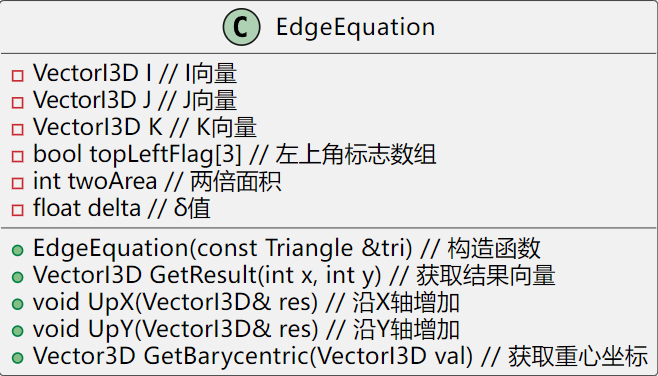 C EdgeEquation
VectorI3D I // I向量
VectorI3D J // J向量
VectorI3D K // K向量
bool topLeftFlag[3] // 左上角标志数组
int twoArea // 两倍面积
float delta // δ值
EdgeEquation(const Triangle &tri) // 构造函数
VectorI3D GetResult(int x, int y) // 获取结果向量
void UpX(VectorI3D& res) // 沿X轴增加
void UpY(VectorI3D& res) // 沿Y轴增加
Vector3D GetBarycentric(VectorI3D val) // 获取重心坐标